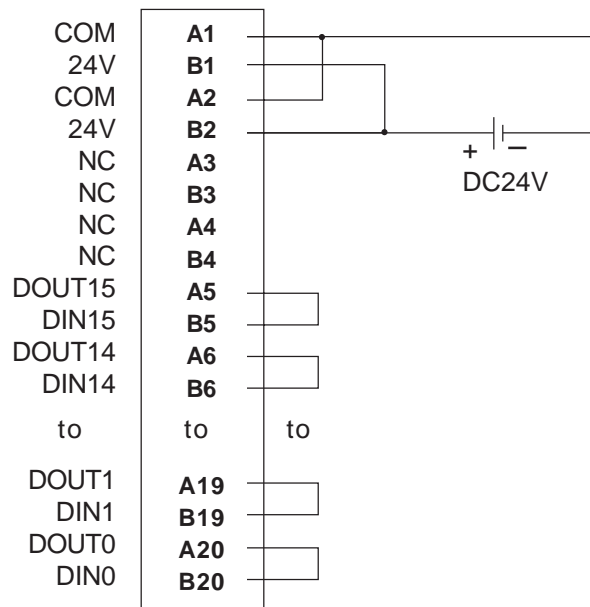 COM A1
24V B1
COM A2
24V B2
+ –
NC A3
DC24V
NC B3
NC A4
NC B4
DOUT15 A5
DIN15 B5
DOUT14 A6
DIN14 B6
to to to
DOUT1 A19
DIN1 B19
DOUT0 A20
DIN0 B20